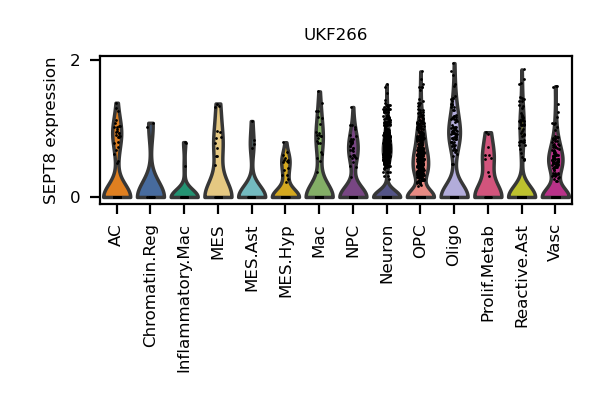 UKF266
SEPT8 expression
2
0
AC
Chromatin.Reg
Inflammatory.Mac
MES
MES.Ast
MES.Hyp
Mac
NPC
Neuron
OPC
Oligo
Prolif.Metab
Reactive.Ast
Vasc